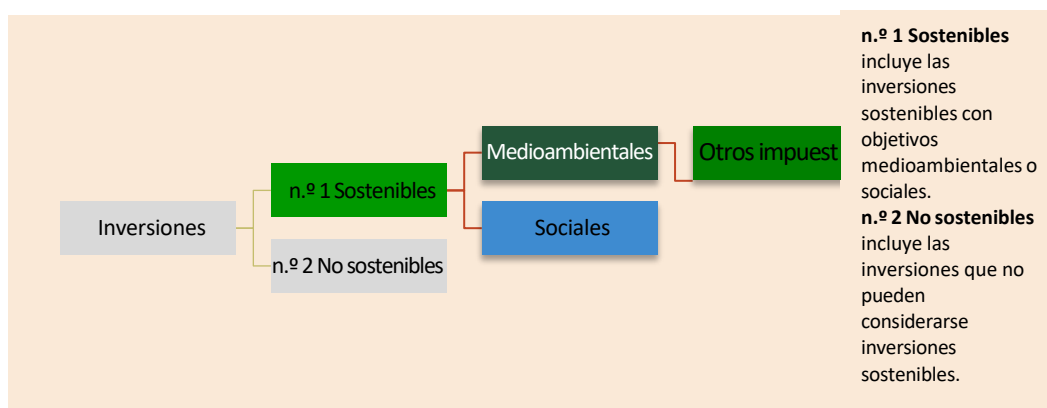 Inversiones
n.º 1 Sostenibles
n.º 2 No sostenibles
Medioambientales
Sociales
Otros impuest
n.º 1 Sostenibles
incluye las
inversiones
sostenibles con
objetivos
medioambientales o
sociales.
n.º 2 No sostenibles
incluye las
inversiones que no
pueden
considerarse
inversiones
sostenibles.